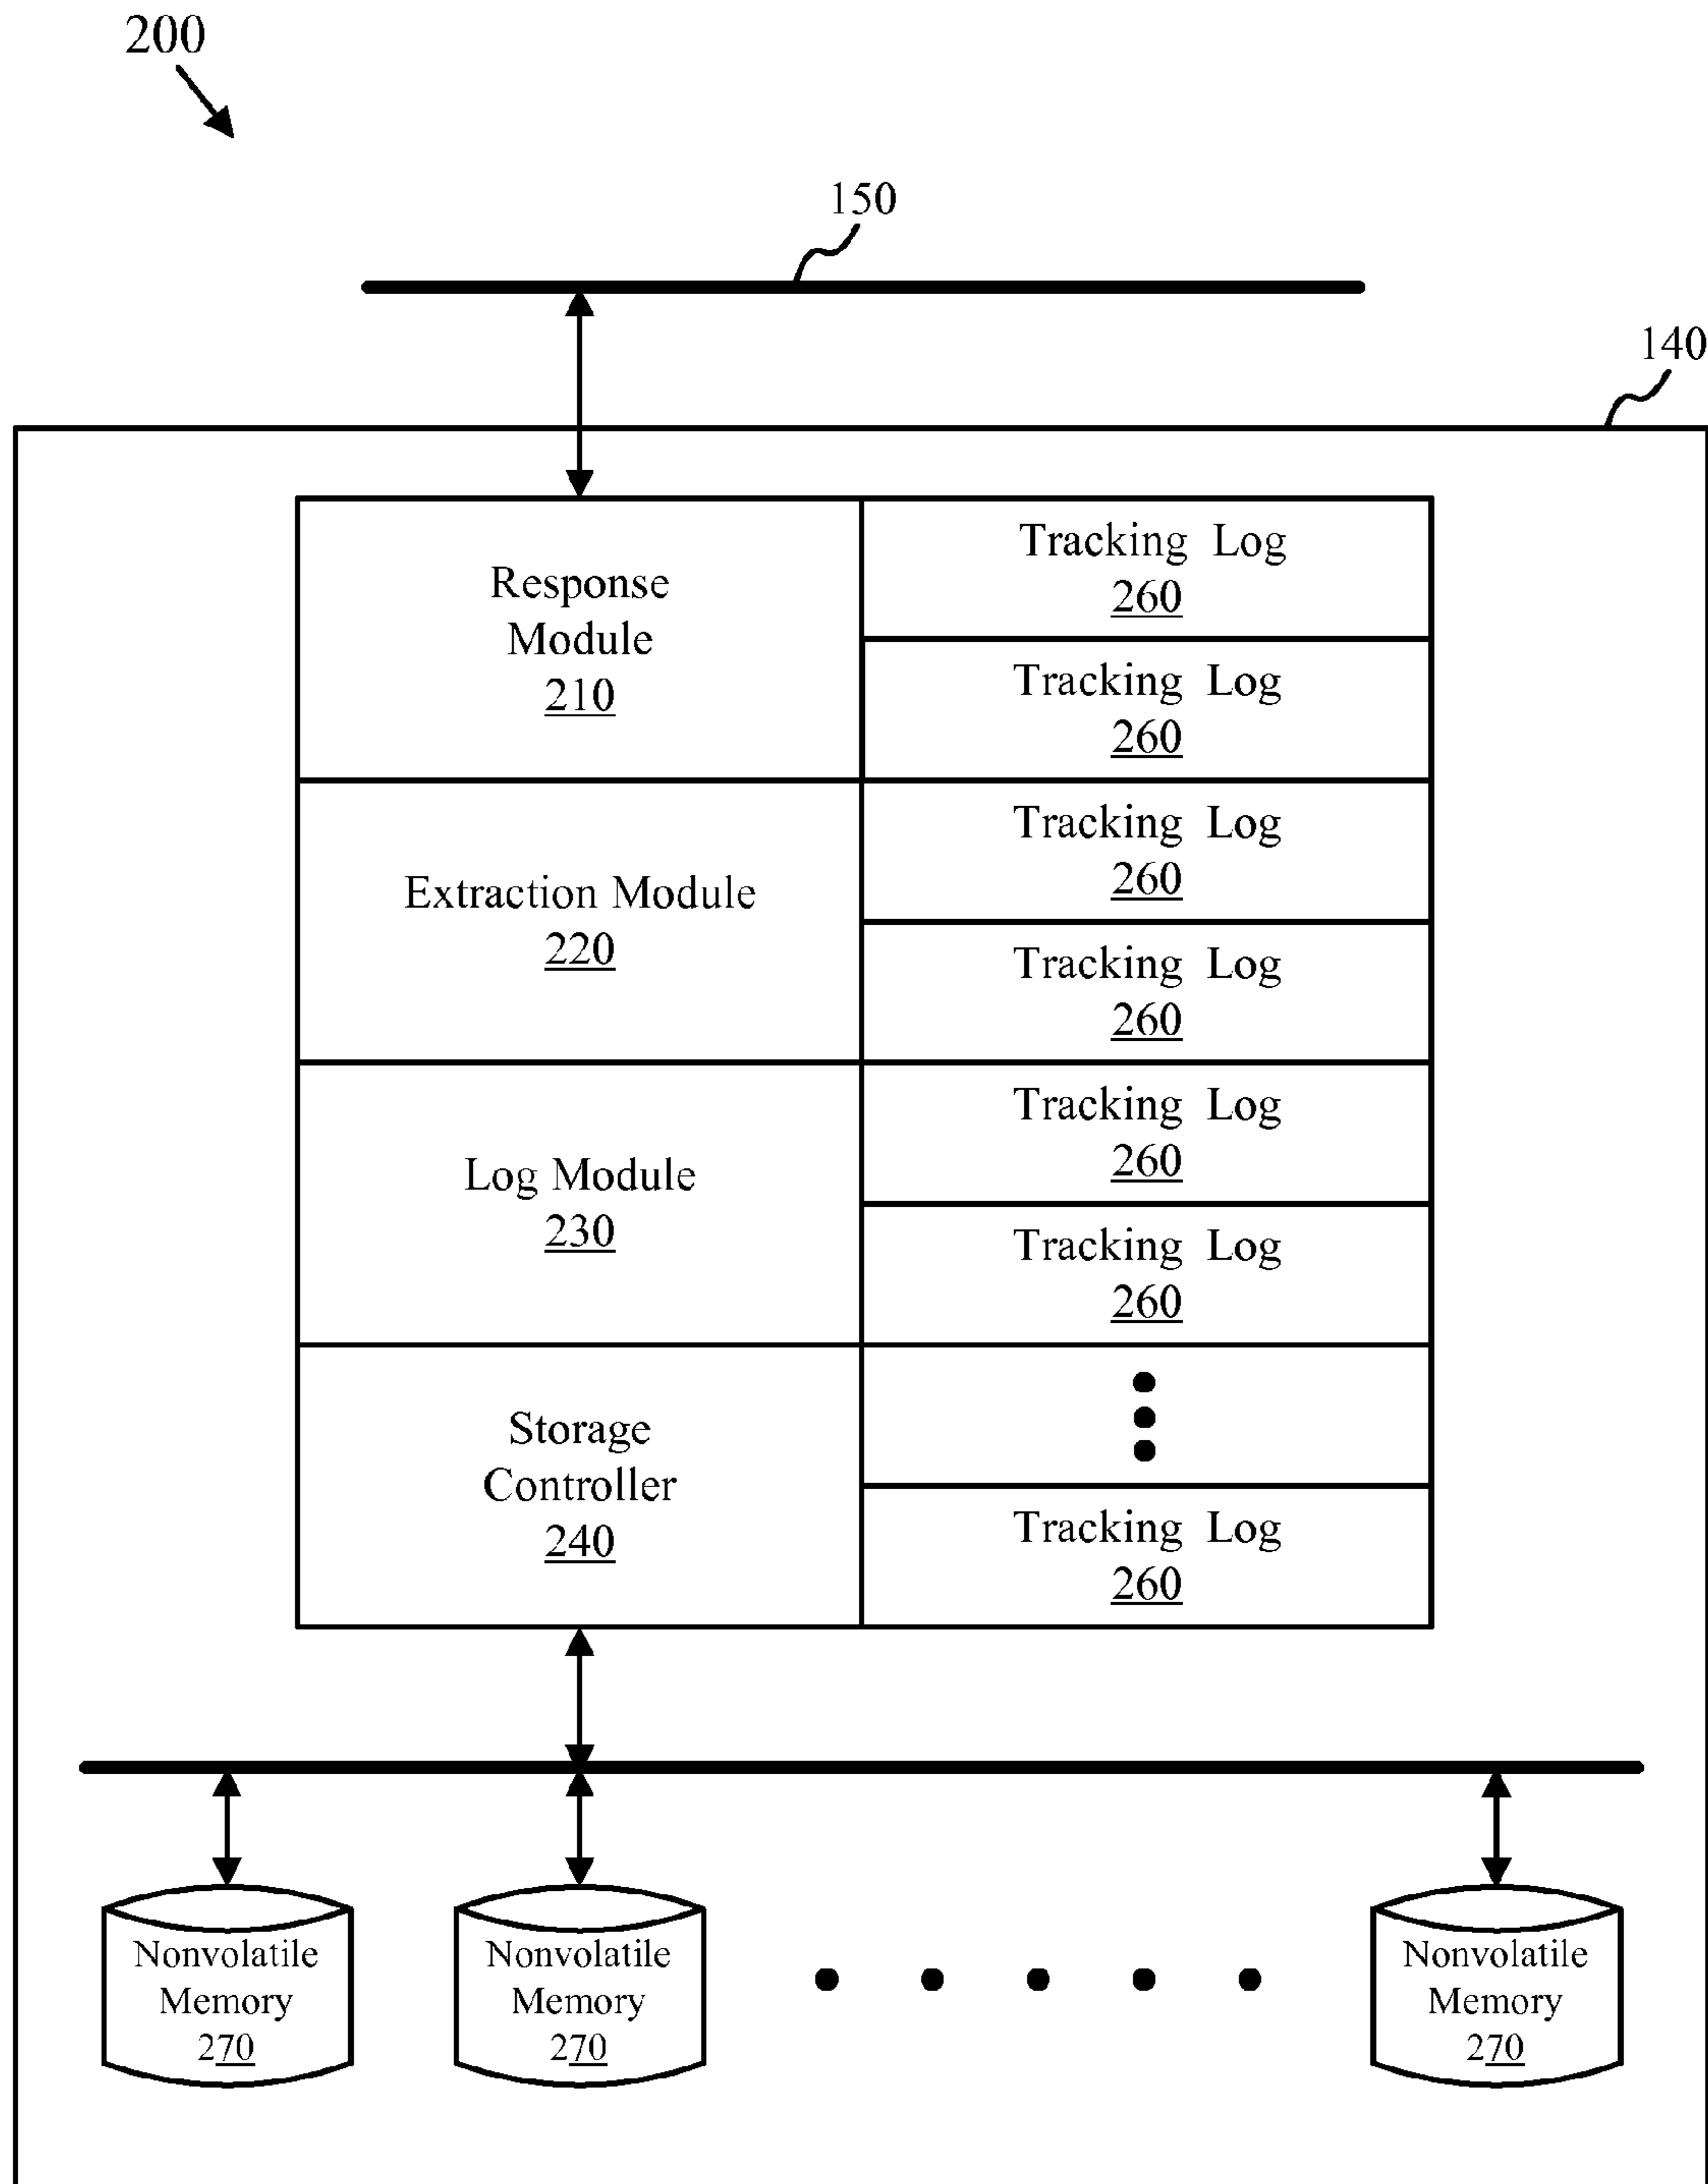 200
150
140
Response
Module
210
Tracking Log
260
Tracking Log
260
Extraction Module
220
Tracking Log
260
Tracking Log
260
Log Module
230
Tracking Log
260
Tracking Log
260
Storage
Controller
240
Tracking Log
260
Nonvolatile
Memory
270
Nonvolatile
Memory
270
Nonvolatile
Memory
270